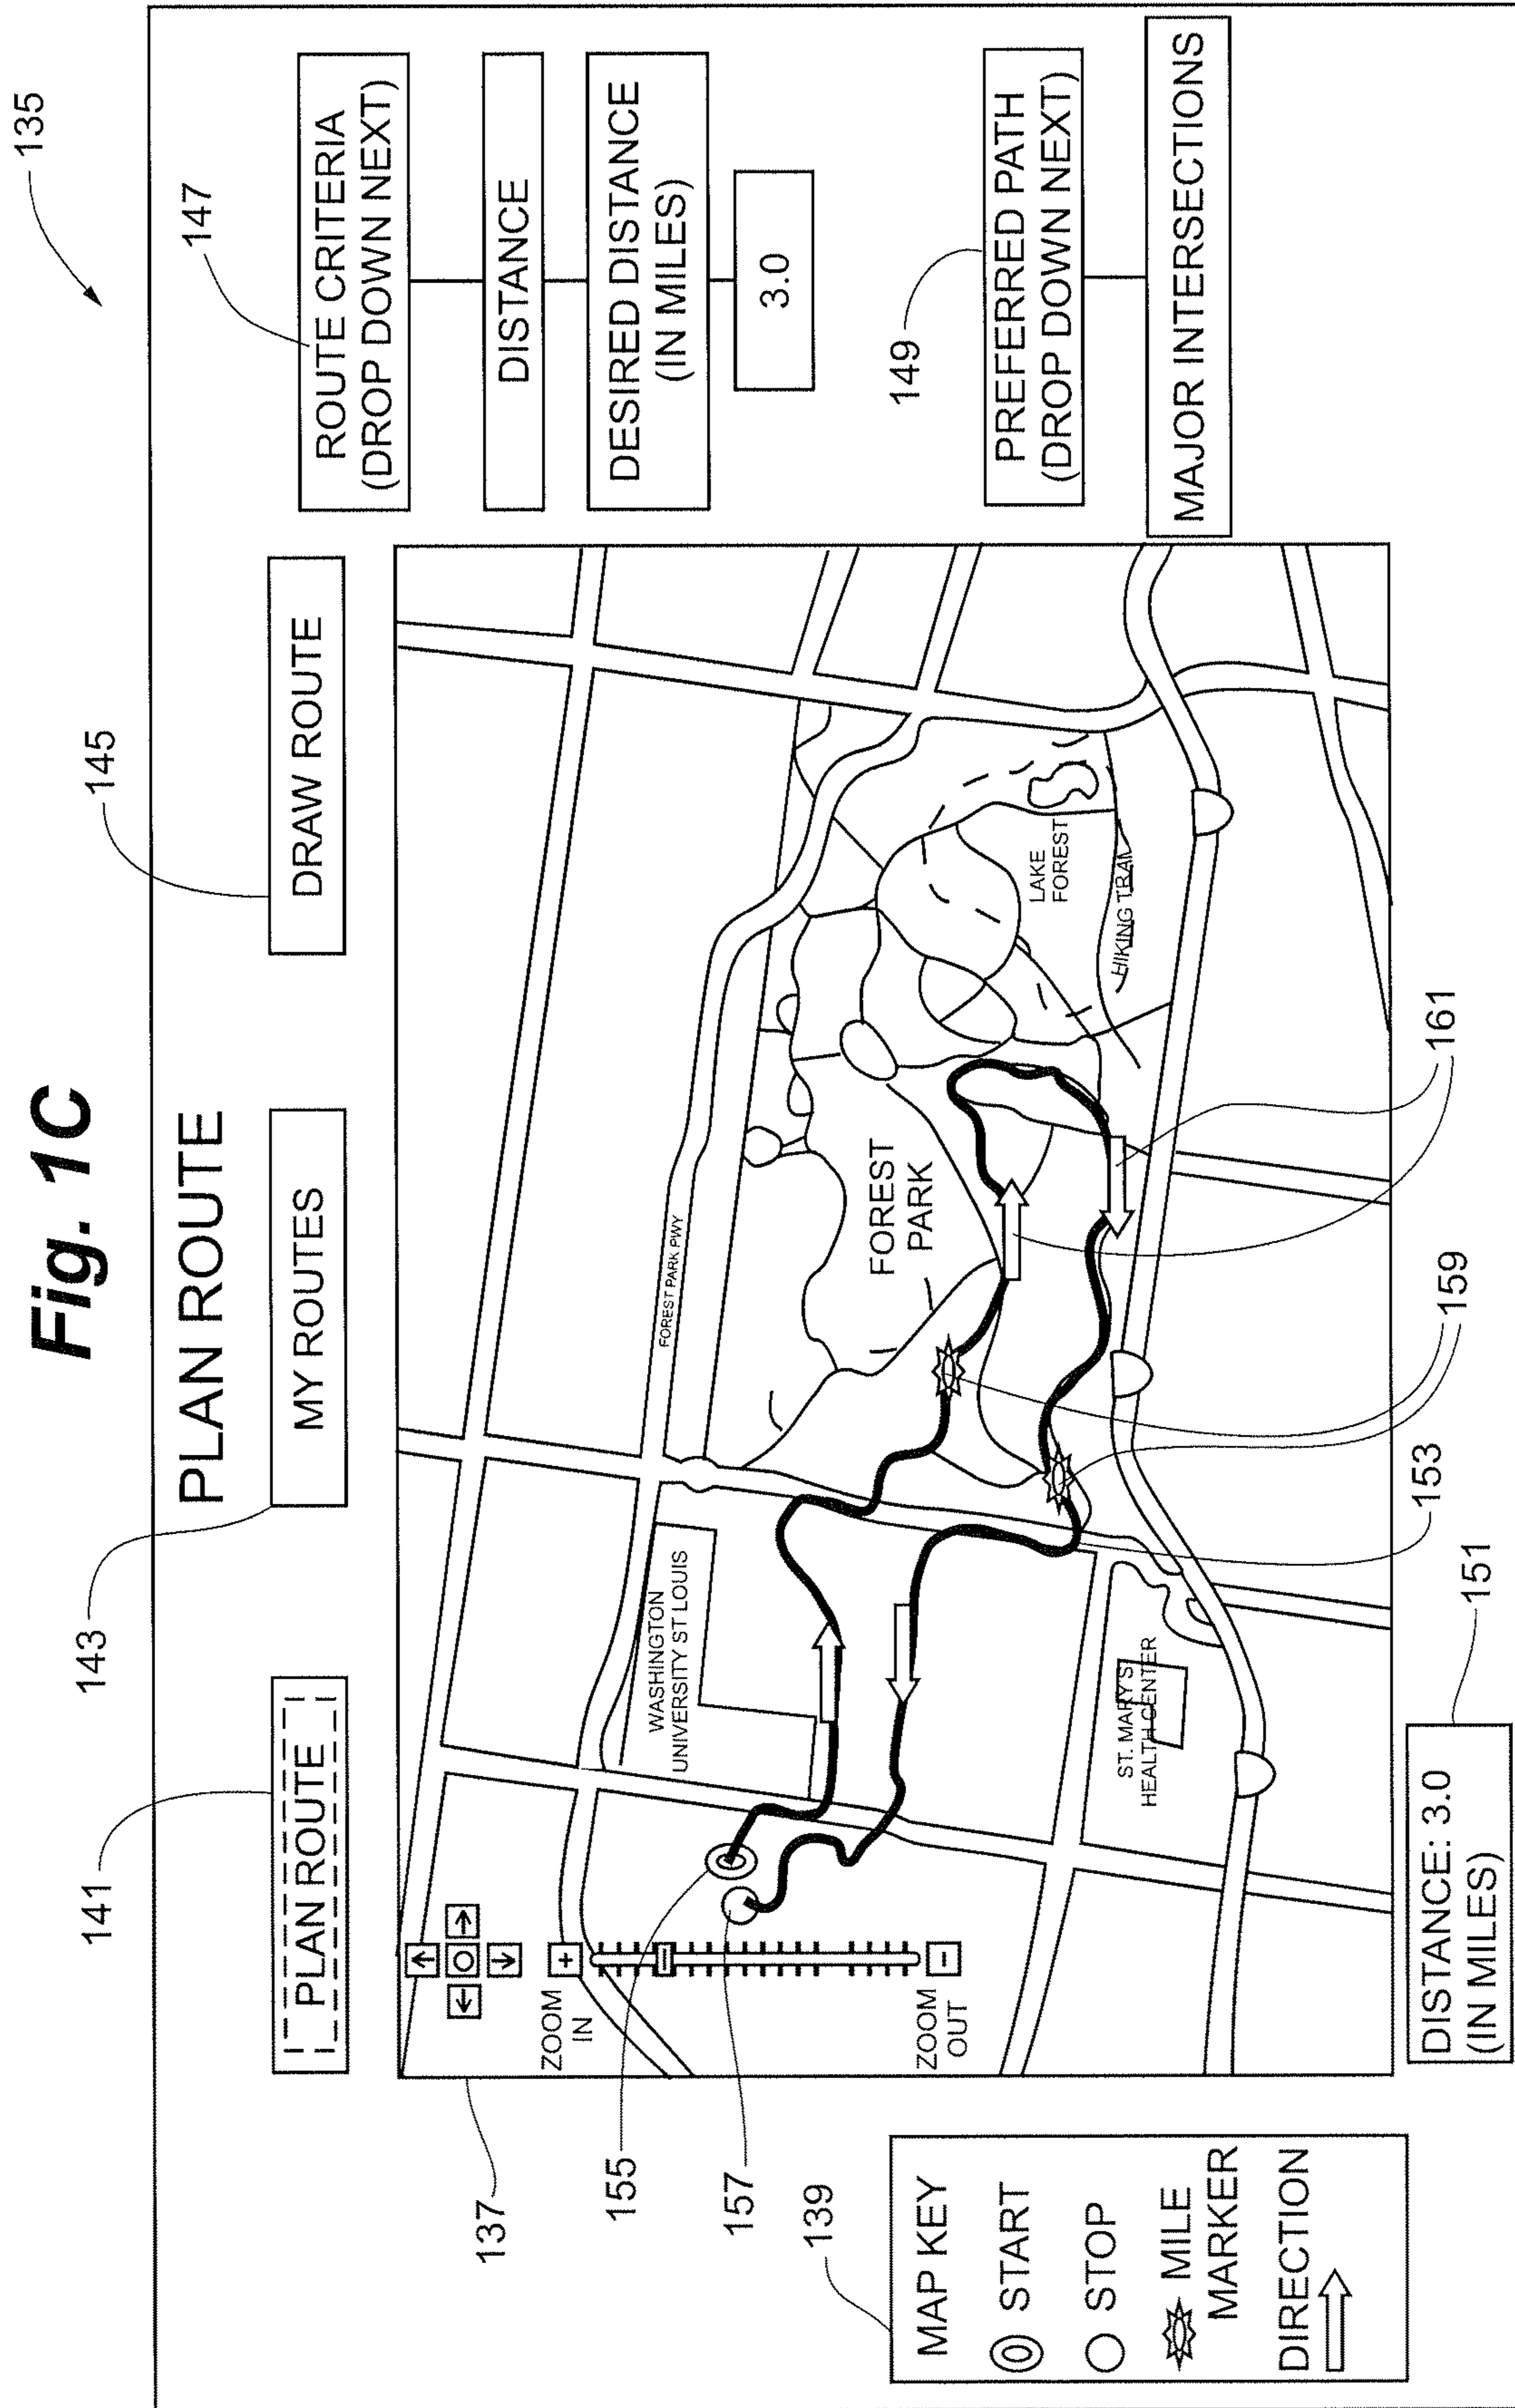 Fig. 1C
135
PLAN ROUTE
141
143
145
147
PLAN ROUTE
MY ROUTES
DRAW ROUTE
ROUTE CRITERIA
(DROP DOWN NEXT)
DISTANCE
DESIRED DISTANCE
(IN MILES)
3.0
149
PREFERRED PATH
(DROP DOWN NEXT)
MAJOR INTERSECTIONS
137
ZOOM
IN
+
ZOOM
OUT
-
155
157
FOREST PARK PWY
WASHINGTON
UNIVERSITY ST LOUIS
FOREST
PARK
LAKE
FOREST
HIKING TRAIL
ST. MARY'S
HEALTH CENTER
139
MAP KEY
START
STOP
MILE
MARKER
DIRECTION
DISTANCE: 3.0
(IN MILES)
151
153
159
161